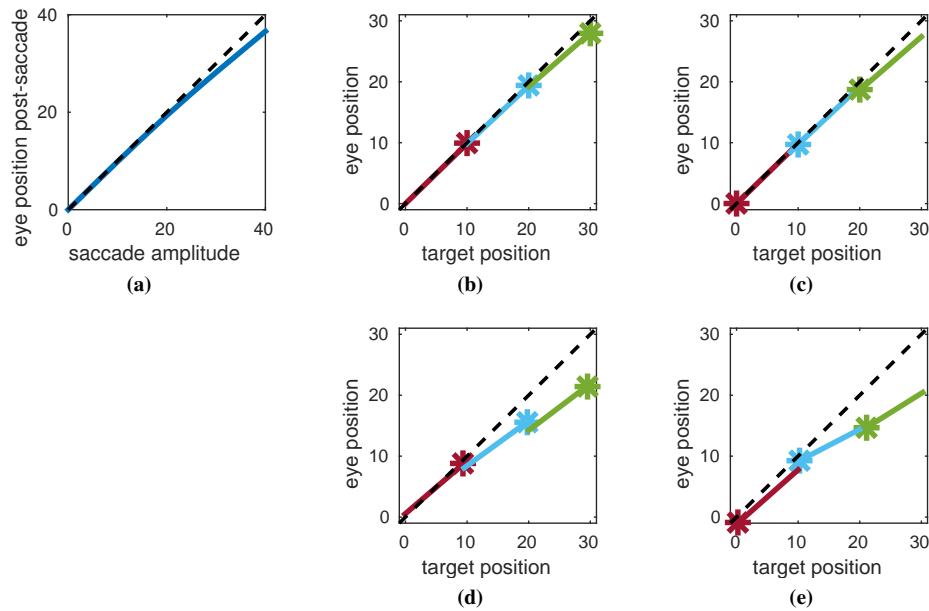 40
20
0
0 20 40
eye position post-saccade
saccade amplitude
(a)
30
20
10
0
0 10 20 30
eye position
target position
(b)
30
20
10
0
0 10 20 30
eye position
target position
(c)
30
20
10
0
0 10 20 30
eye position
target position
(d)
30
20
10
0
0 10 20 30
eye position
target position
(e)